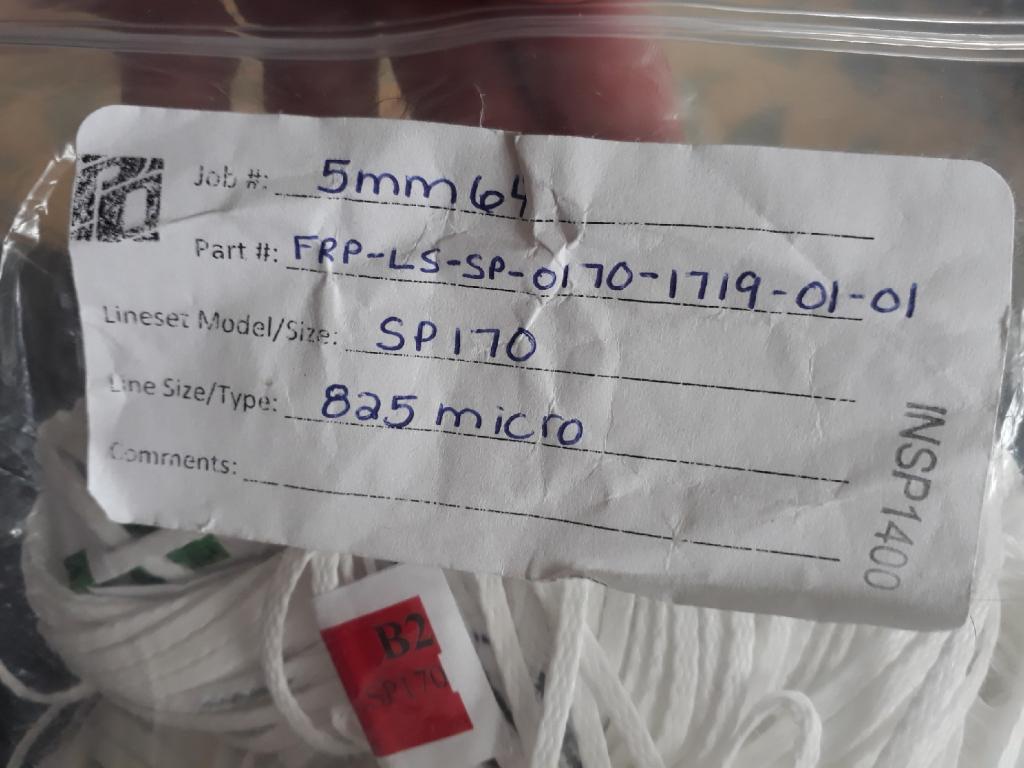 Job #: 5mm64
Part #: FRP-LS-SP-0170-1719-01-01
Lineset Model/Size: SP170
Line Size/Type: 825 micro
Comments:
INSP1400
B2
SP170